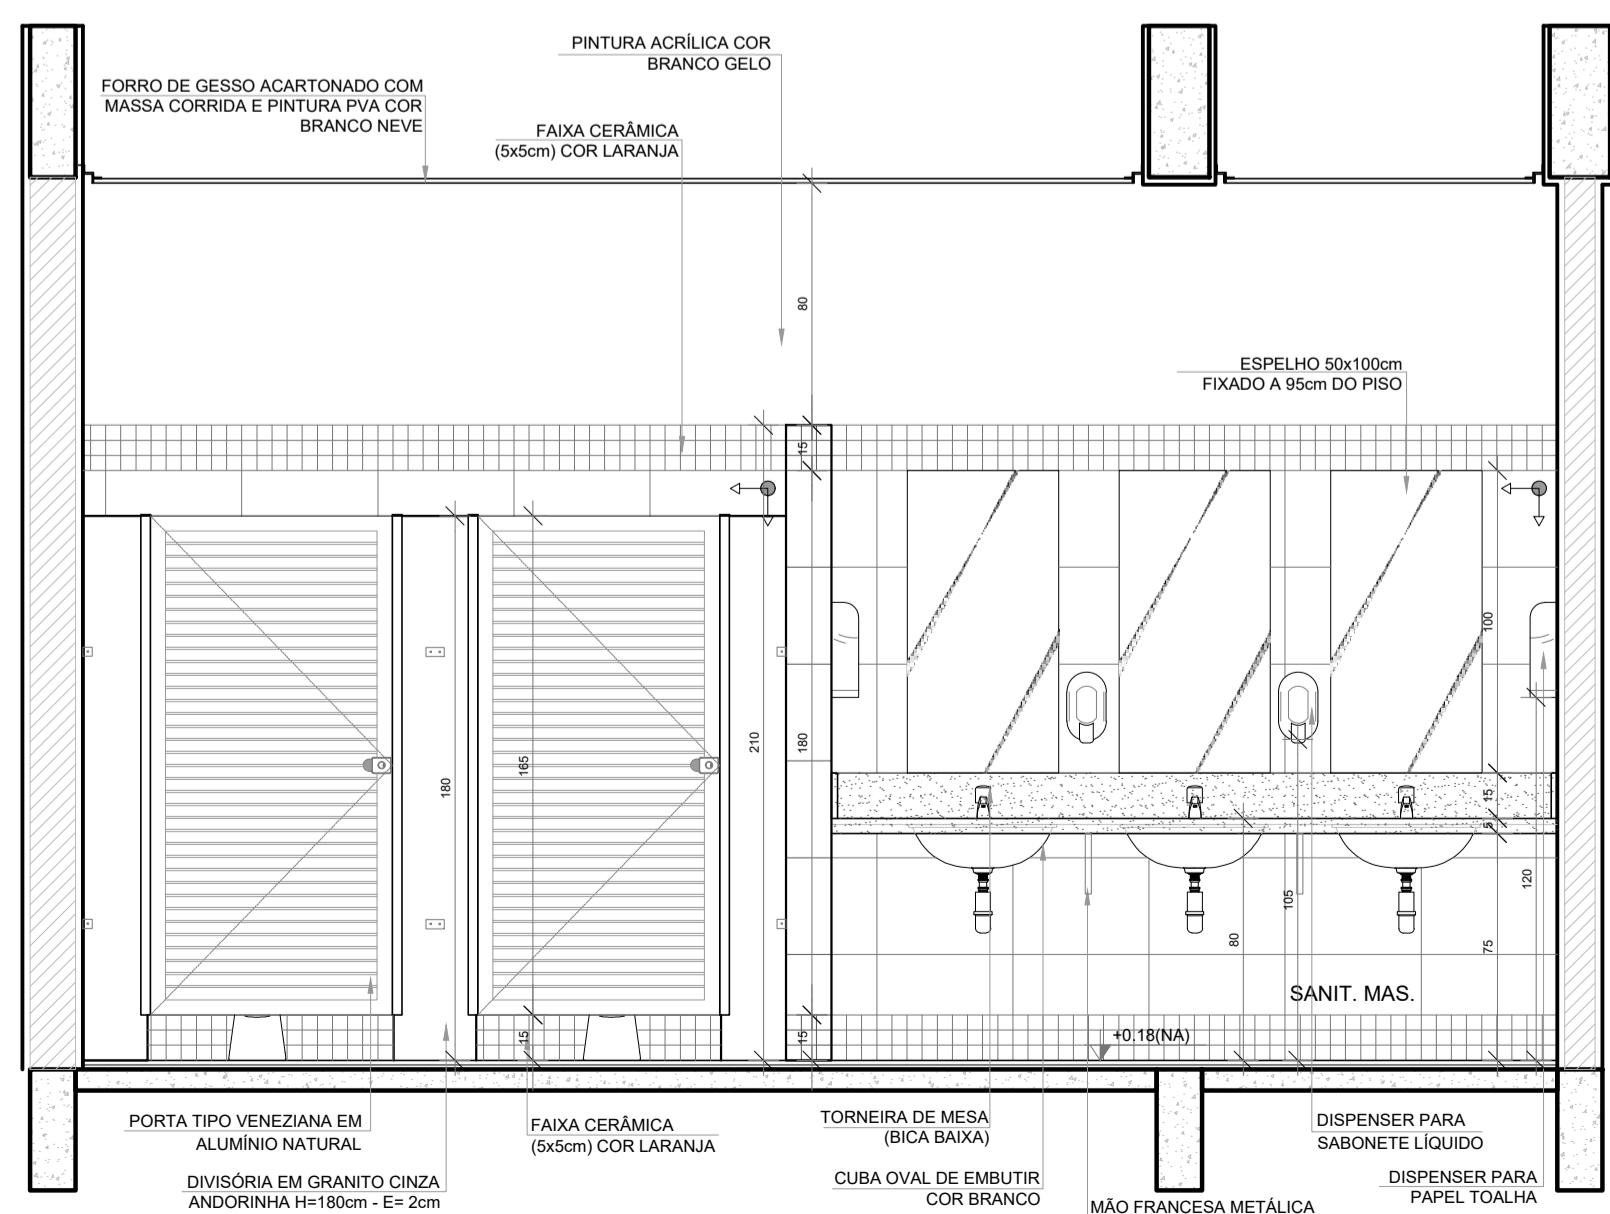 PINTURA ACRÍLICA COR
BRANCO GELO
FORRO DE GESSO ACARTONADO COM
MASSA CORRIDA E PINTURA PVA COR
BRANCO NEVE
FAIXA CERÂMICA
(5x5cm) COR LARANJA
80
ESPELHO 50x100cm
FIXADO A 95cm DO PISO
15
100
210
180
165
180
15
5
120
105
80
75
SANIT. MAS.
+0.18(NA)
15
15
PORTA TIPO VENEZIANA EM
ALUMÍNIO NATURAL
FAIXA CERÂMICA
(5x5cm) COR LARANJA
TORNEIRA DE MESA
(BICA BAIXA)
DISPENSER PARA
SABONETE LÍQUIDO
DIVISÓRIA EM GRANITO CINZA
ANDORINHA H=180cm - E= 2cm
CUBA OVAL DE EMBUTIR
COR BRANCO
MÃO FRANCESA METÁLICA
DISPENSER PARA
PAPEL TOALHA